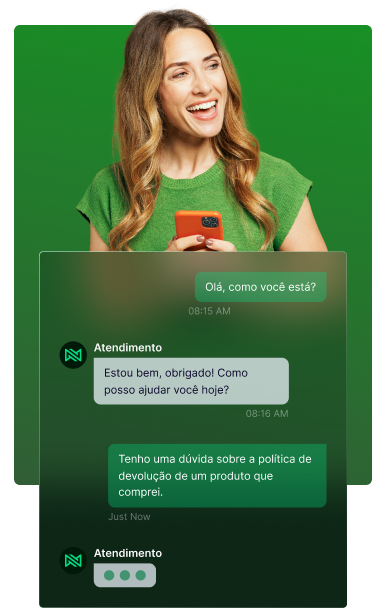 Olá, como você está?
08:15 AM
Atendimento
Estou bem, obrigado! Como
posso ajudar você hoje?
08:16 AM
Tenho uma dúvida sobre a política de
devolução de um produto que
comprei.
Just Now
Atendimento